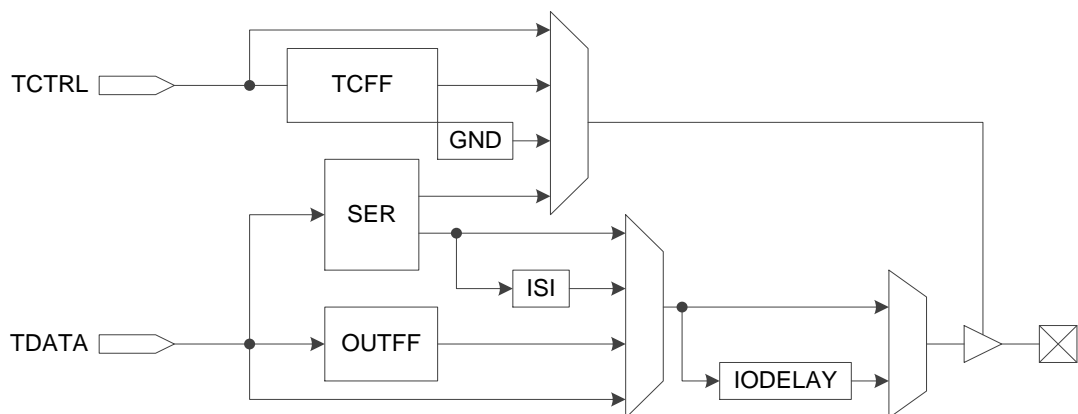 TCTRL
TCFF
GND
SER
ISI
TDATA
OUTFF
IODELAY